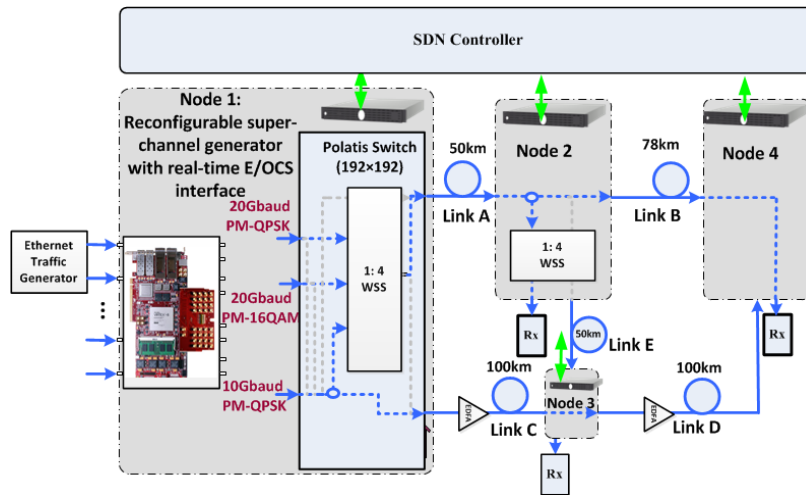 SDN Controller
Node 1:
Reconfigurable super-
channel generator
with real-time E/OCS
interface
Polatis Switch
(192×192)
50km
Link A
Node 2
78km
Link B
Node 4
20Gbaud
PM-QPSK
Ethernet
Traffic
Generator
...
1: 4
WSS
1: 4
WSS
20Gbaud
PM-16QAM
Rx
50km
Link E
Rx
10Gbaud
PM-QPSK
100km
EDFA
Link C
Node 3
100km
EDFA
Link D
Rx